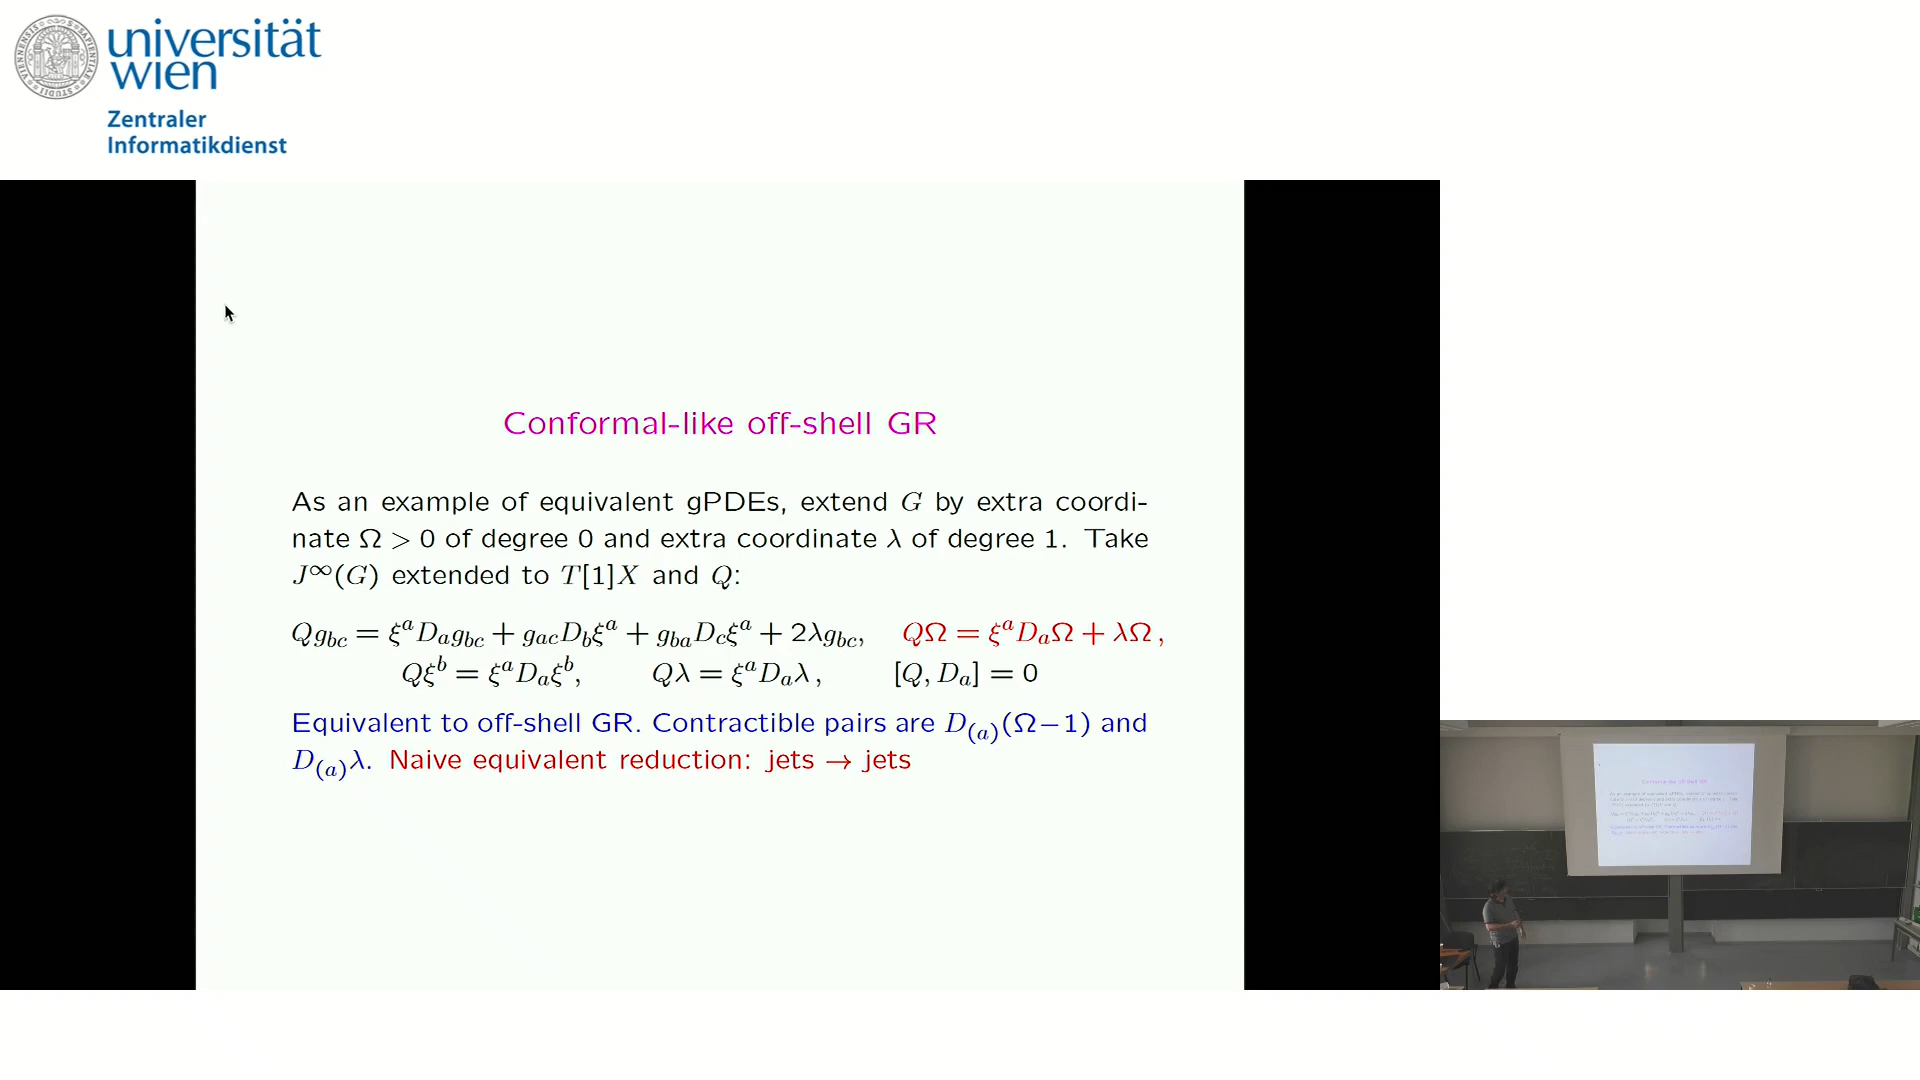 universität
wien
Zentraler
Informatikdienst
Conformal-like off-shell GR
As an example of equivalent gPDEs, extend G by extra coordi-
nate Ω > 0 of degree 0 and extra coordinate λ of degree 1. Take
J^∞(G) extended to T[1]X and Q:
Qg_{bc} = ξ^a D_a g_{bc} + g_{ac} D_b ξ^a + g_{ba} D_c ξ^a + 2λg_{bc}, QΩ = ξ^a D_a Ω + λΩ,
Qξ^b = ξ^a D_a ξ^b, Qλ = ξ^a D_a λ, [Q, D_a] = 0
Equivalent to off-shell GR. Contractible pairs are D_{(a)}(Ω−1) and
D_{(a)}λ. Naive equivalent reduction: jets → jets